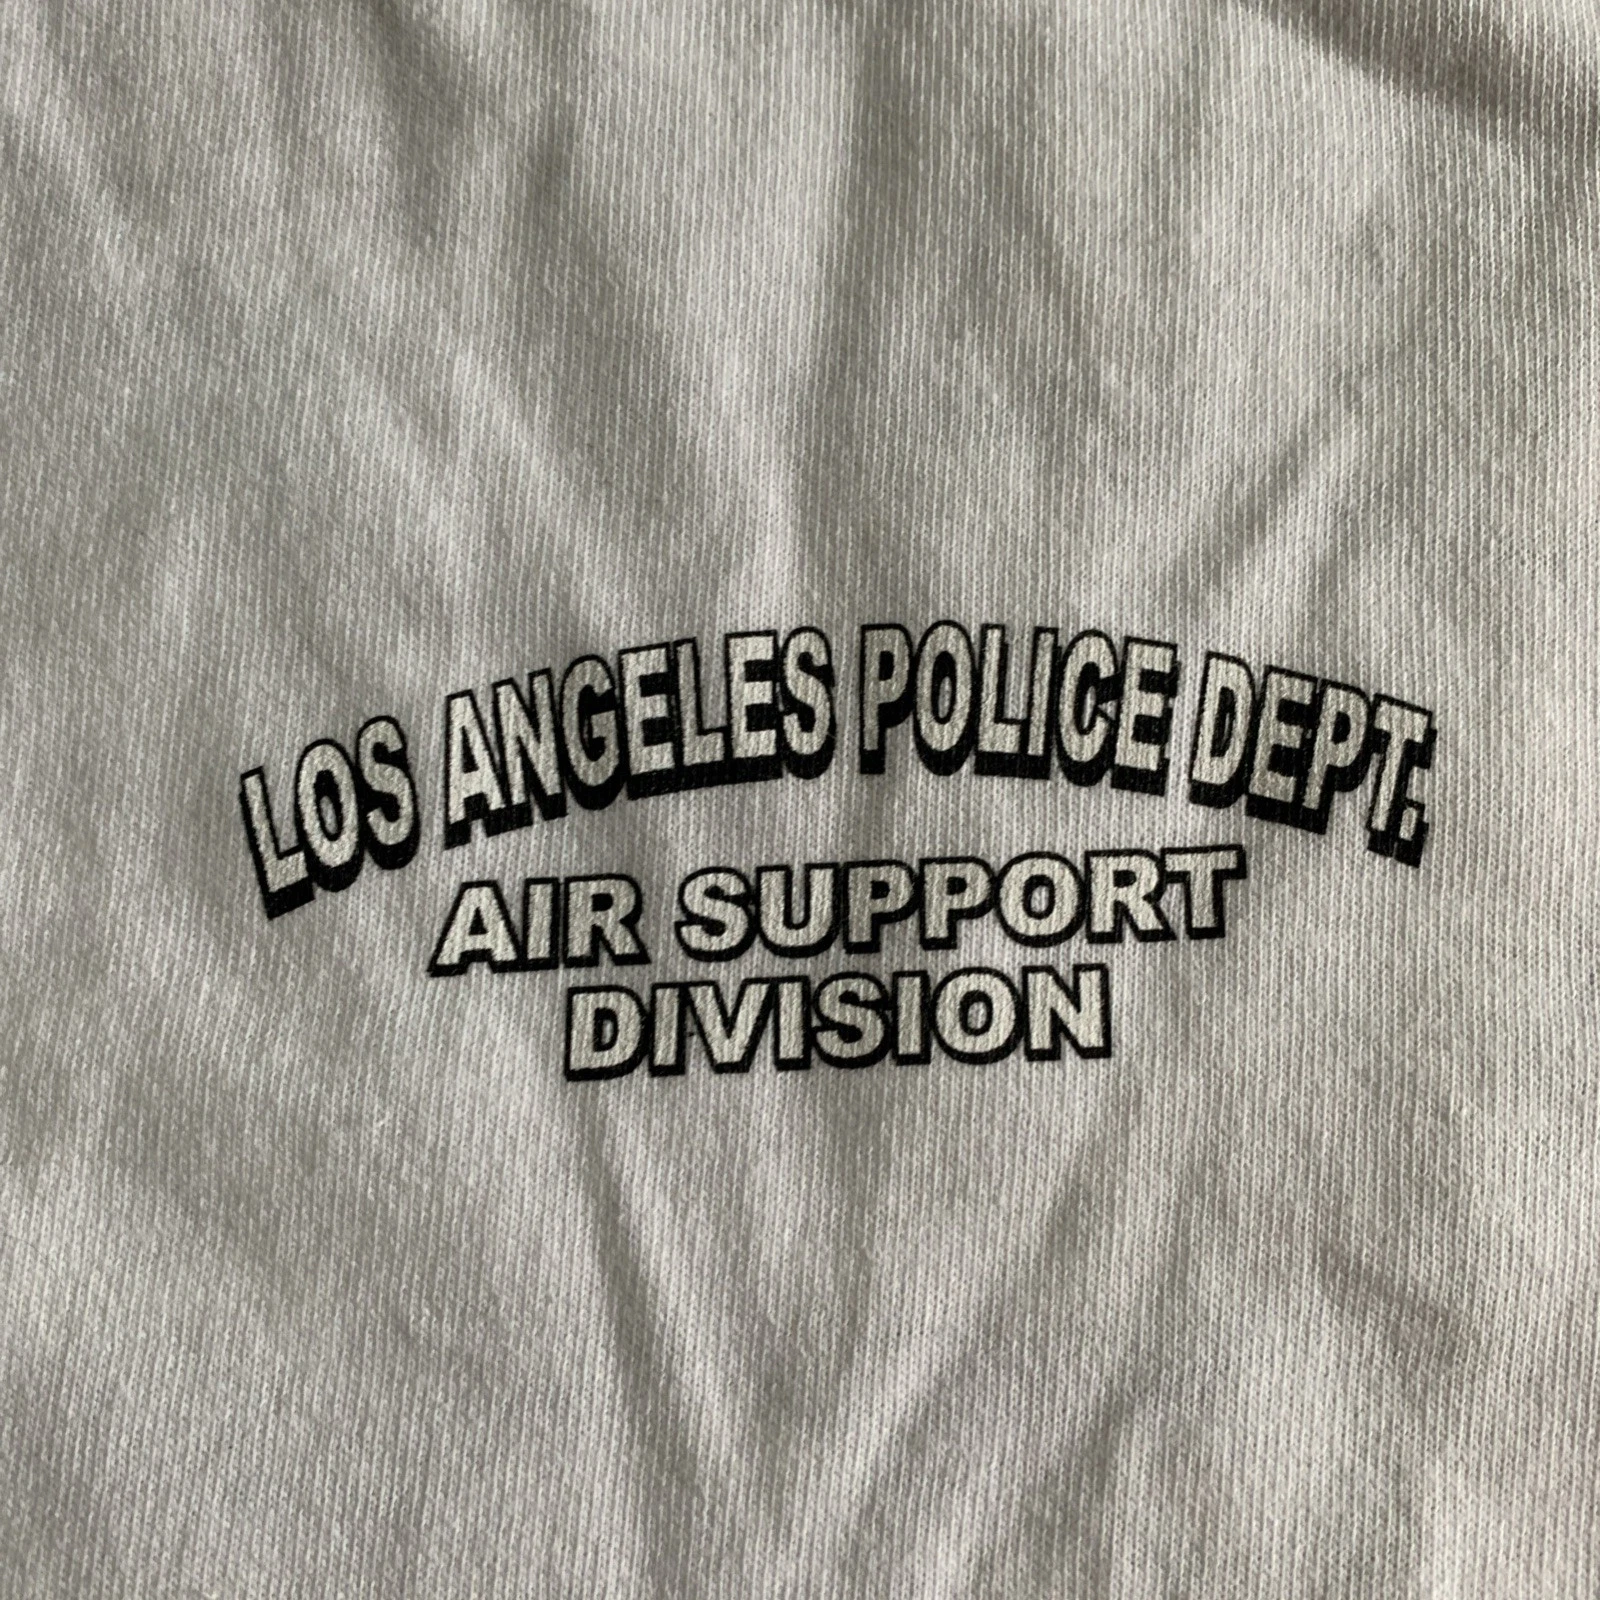 LOS ANGELES POLICE DEPT.
AIR SUPPORT
DIVISION